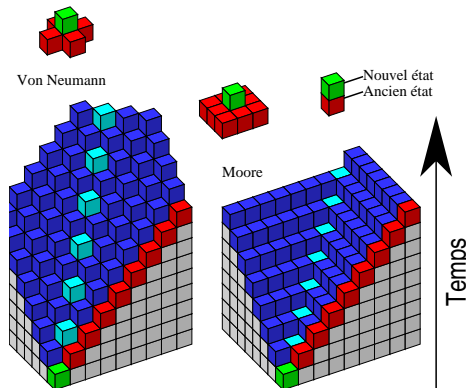 Von Neumann
Nouvel état
Ancien état
Moore
Temps